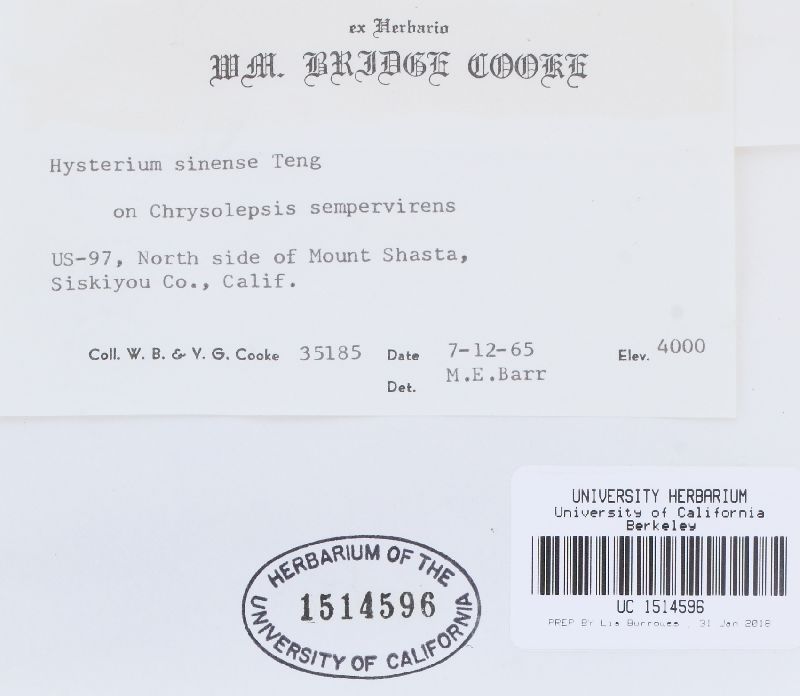 ex Herbario
WM. BRIDGE COOKE
Hysterium sinense Teng
on Chrysolepsis sempervirens
US-97, North side of Mount Shasta,
Siskiyou Co., Calif.
Coll. W. B. & V. G. Cooke 35185 Date 7-12-65 Elev. 4000
Det. M.E.Barr
HERBARIUM OF THE
1514596
UNIVERSITY OF CALIFORNIA
UNIVERSITY HERBARIUM
University of California
Berkeley
UC 1514596
PREP BY Lis Burrows 31 Jan 2018